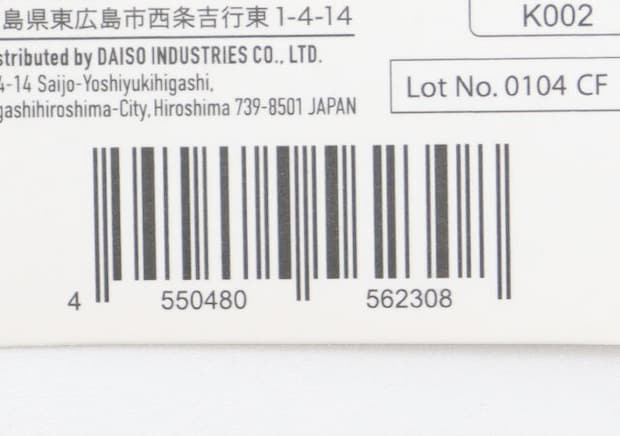 島県東広島市西条吉行東1-4-14
stributed by DAISO INDUSTRIES CO., LTD.
4-14 Saijo-Yoshiyukihigashi,
gashihiroshima-City, Hiroshima 739-8501 JAPAN
K002
Lot No. 0104 CF
4 550480 562308